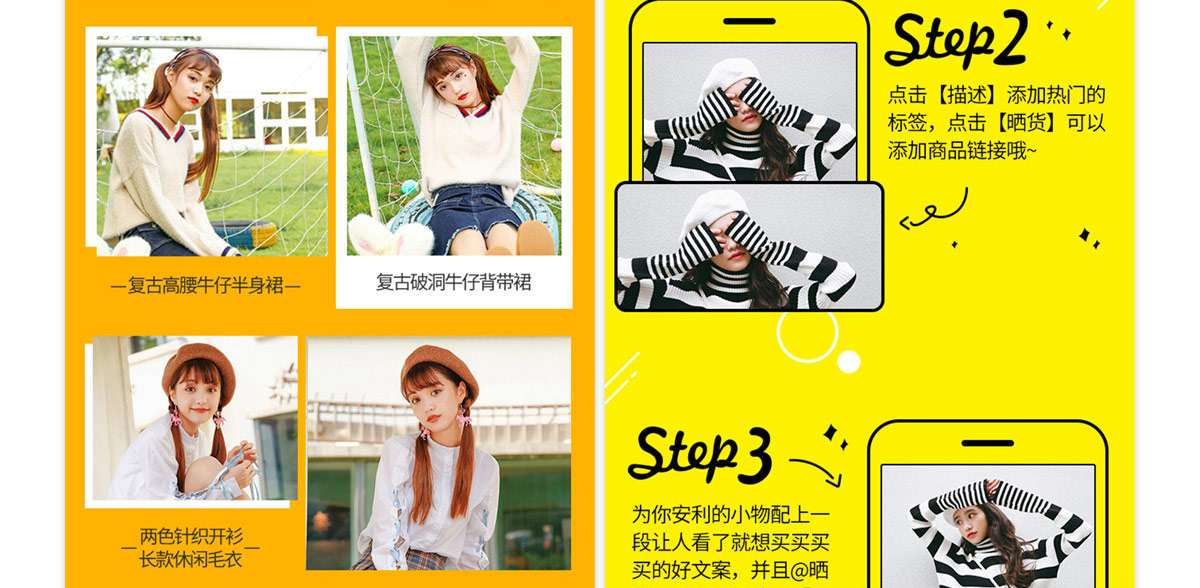 复古高腰牛仔半身裙
复古破洞牛仔背带裙
两色针织开衫
长款休闲毛衣
Step2
点击【描述】添加热门的
标签，点击【晒货】可以
添加商品链接哦~
Step3
为你安利的小物配上一
段让人看了就想买买买
买的好文案，并且@晒